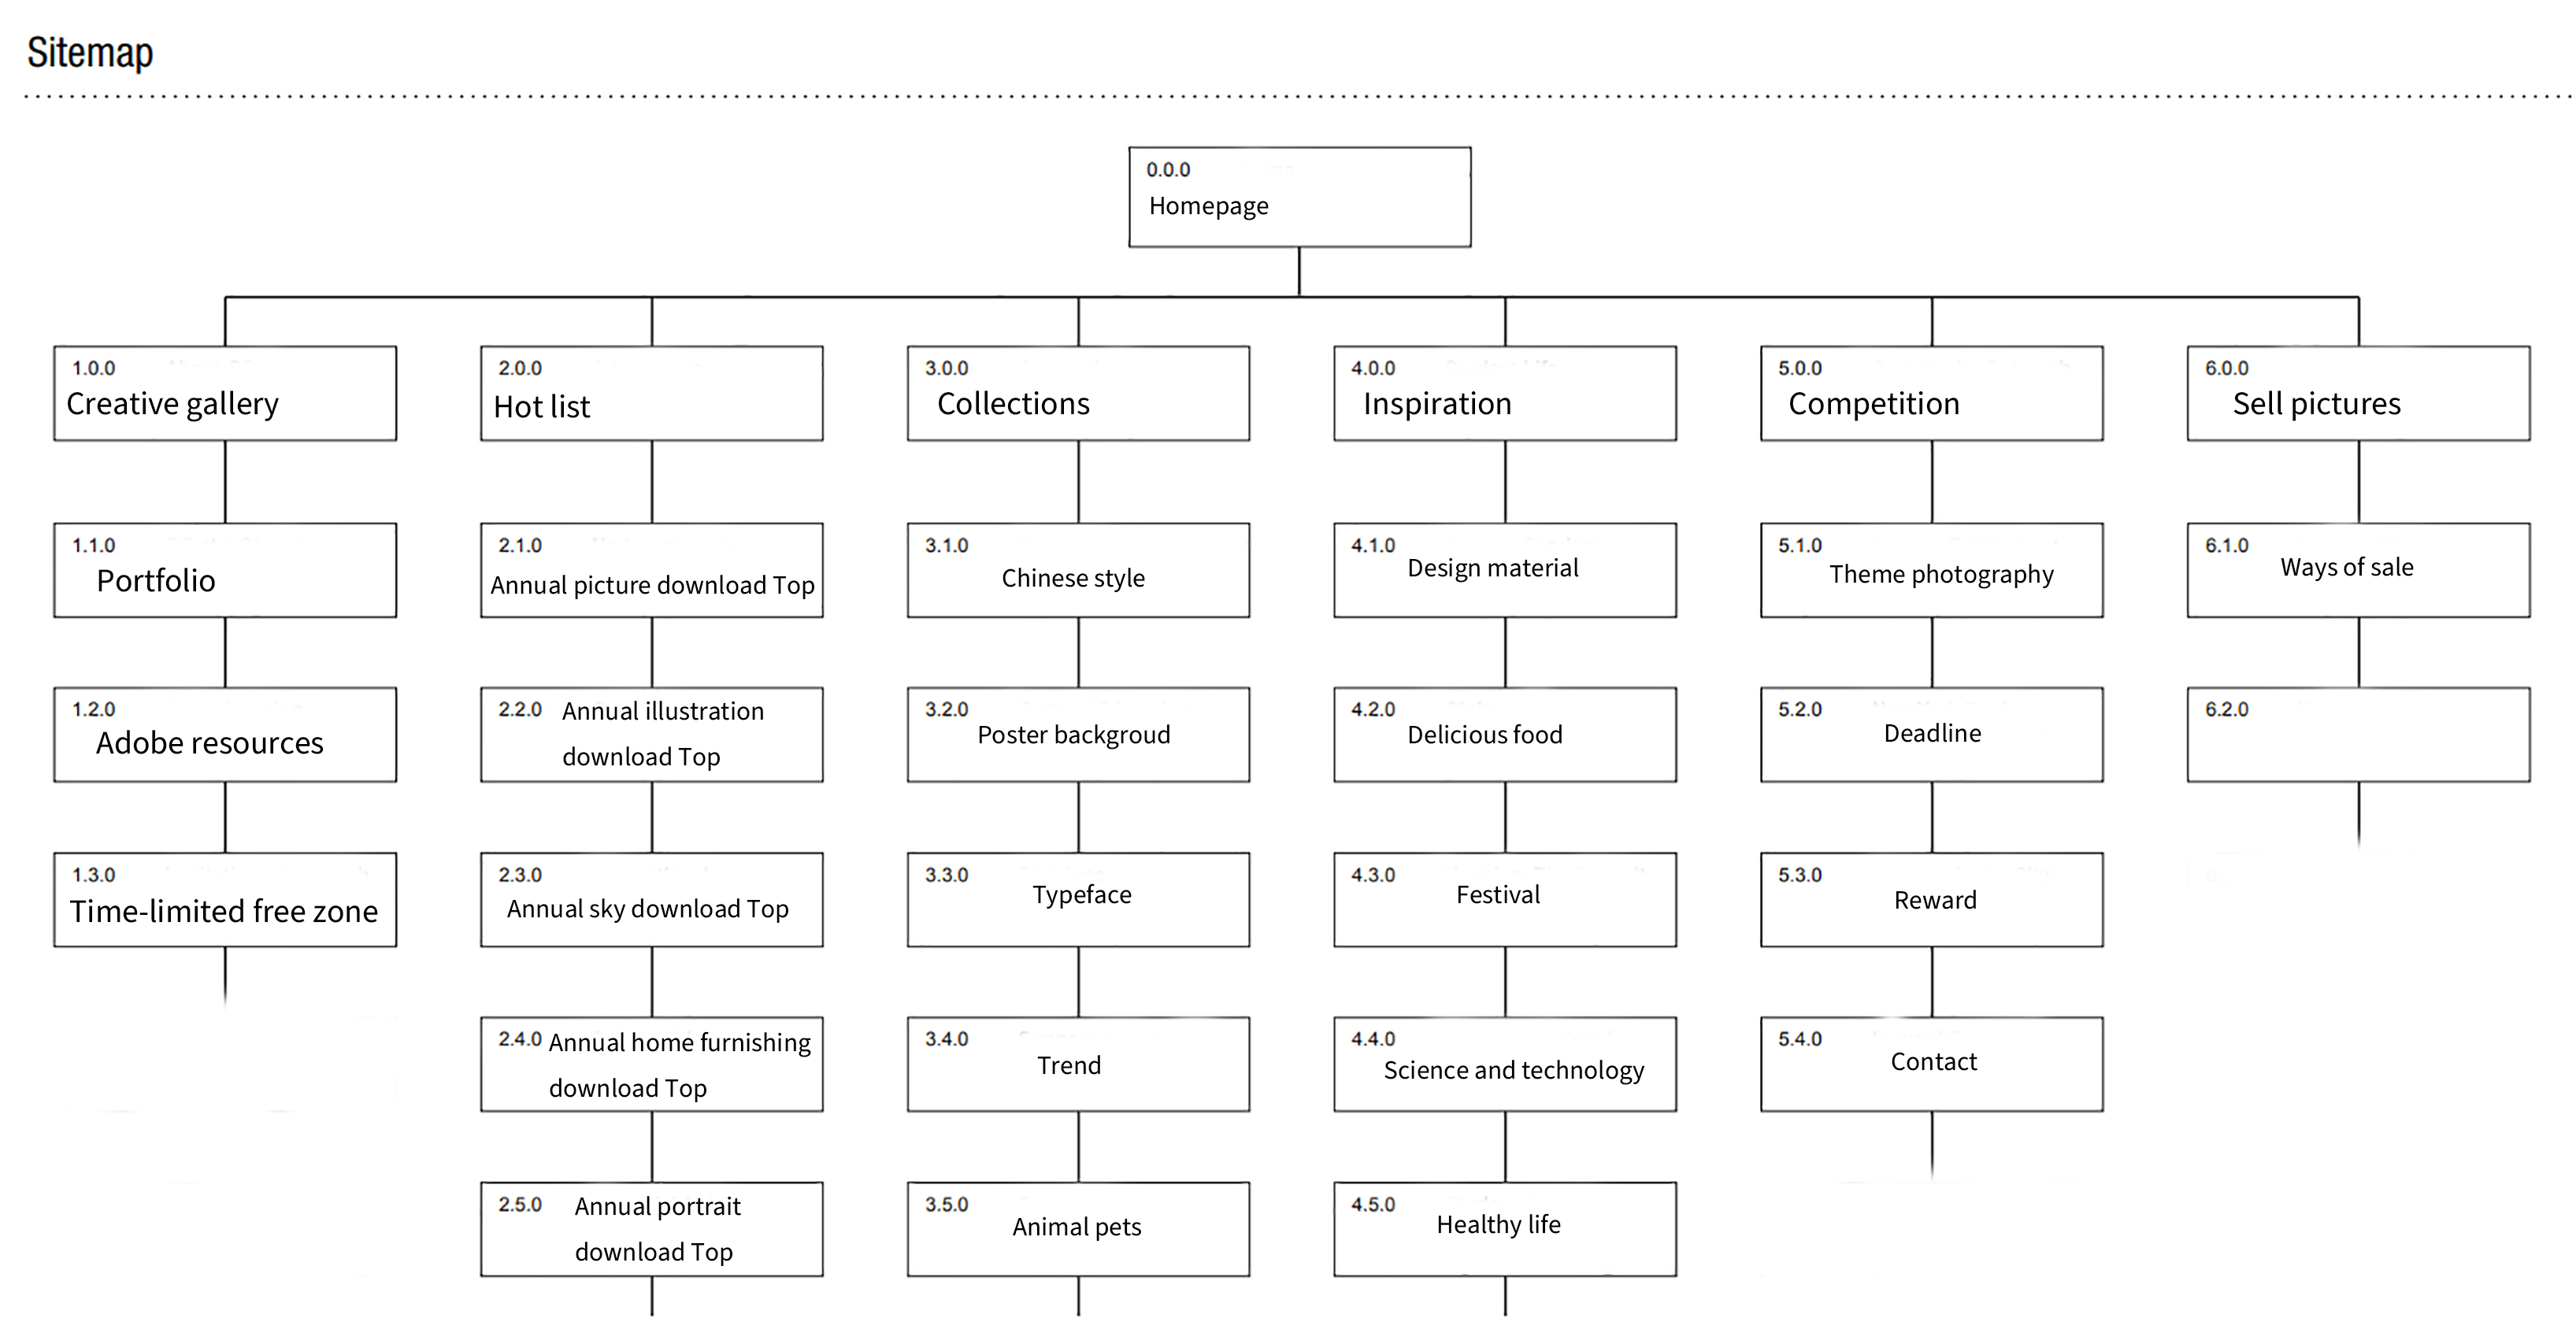 Sitemap
0.0.0
Homepage
1.0.0
Creative gallery
2.0.0
Hot list
3.0.0
Collections
4.0.0
Inspiration
5.0.0
Competition
6.0.0
Sell pictures
1.1.0
Portfolio
2.1.0
Annual picture download Top
3.1.0
Chinese style
4.1.0
Design material
5.1.0
Theme photography
6.1.0
Ways of sale
1.2.0
Adobe resources
2.2.0 Annual illustration
download Top
3.2.0
Poster backgroud
4.2.0
Delicious food
5.2.0
Deadline
6.2.0
1.3.0
Time-limited free zone
2.3.0
Annual sky download Top
3.3.0
Typeface
4.3.0
Festival
5.3.0
Reward
2.4.0 Annual home furnishing
download Top
3.4.0
Trend
4.4.0
Science and technology
5.4.0
Contact
2.5.0 Annual portrait
download Top
3.5.0
Animal pets
4.5.0
Healthy life